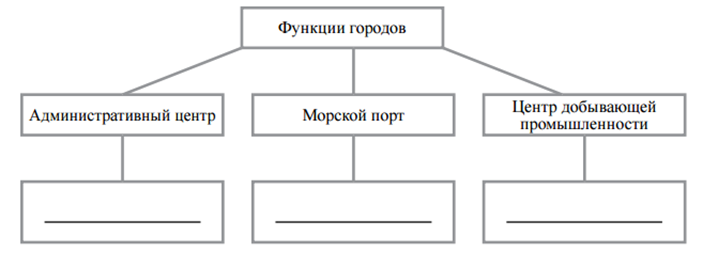 Функции городов
Административный центр
Морской порт
Центр добывающей
промышленности